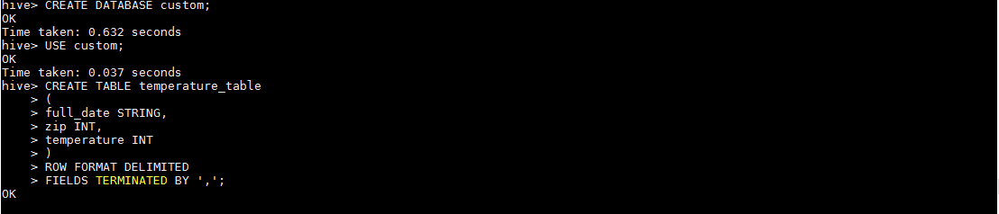 hive> CREATE DATABASE custom;
OK
Time taken: 0.632 seconds
hive> USE custom;
OK
Time taken: 0.037 seconds
hive> CREATE TABLE temperature_table
    > (
    > full_date STRING,
    > zip INT,
    > temperature INT
    > )
    > ROW FORMAT DELIMITED
    > FIELDS TERMINATED BY ',';
OK